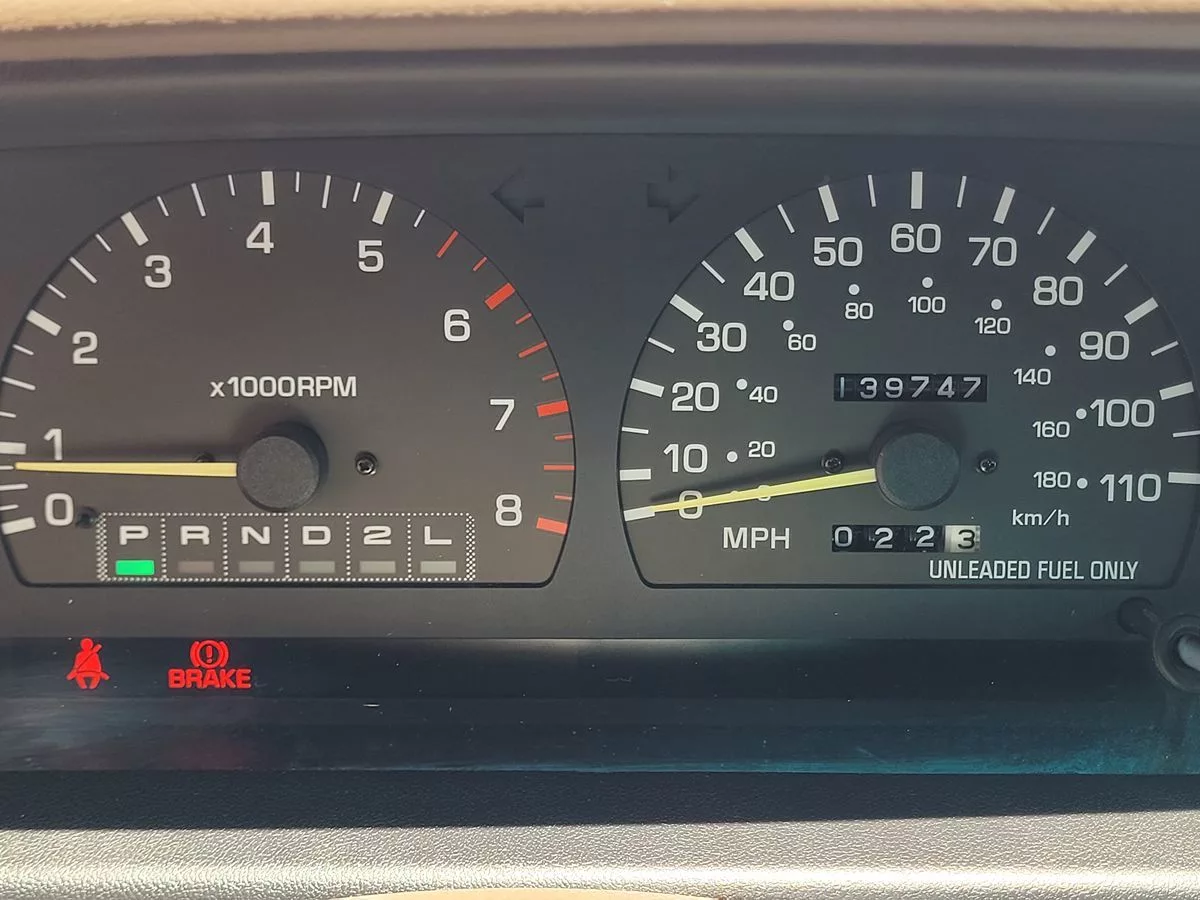 0 1 2 3 4 5 6 7 8
x1000RPM
P R N D 2 L
0 10 20 30 40 50 60 70 80 90 100 110
20 40 60 80 100 120 140 160 180
139747
km/h
MPH
0223
UNLEADED FUEL ONLY
BRAKE